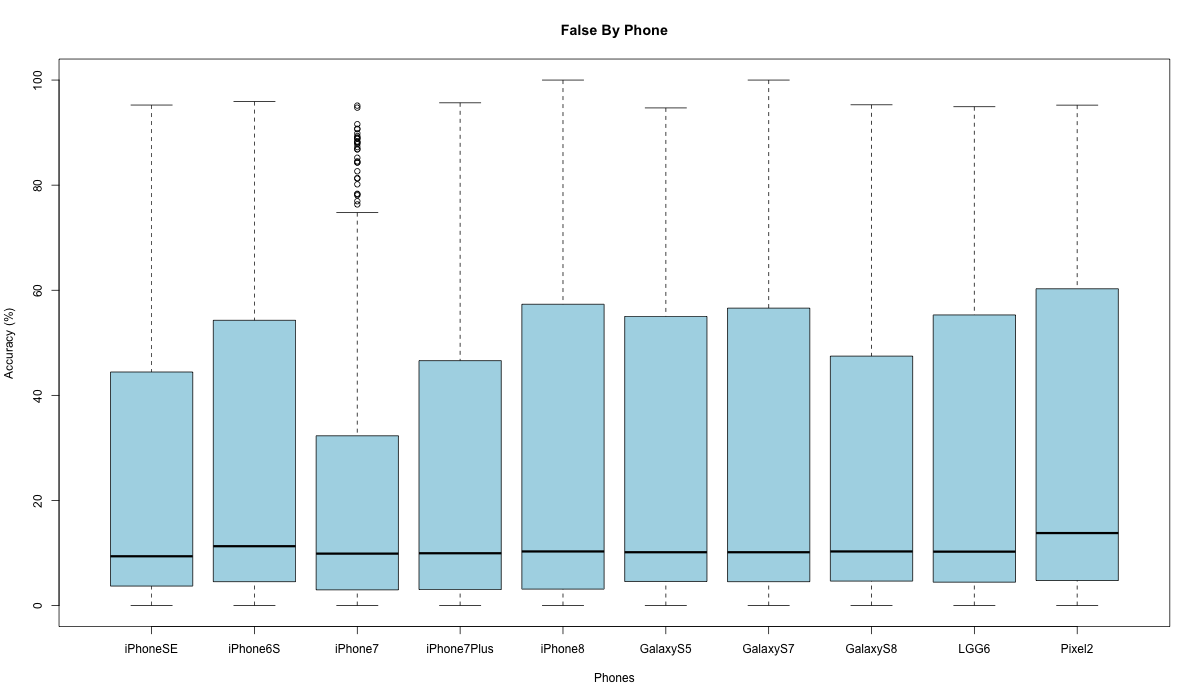 False By Phone
Accuracy (%)
100
80
60
40
20
0
iPhoneSE iPhone6S iPhone7 iPhone7Plus iPhone8 GalaxyS5 GalaxyS7 GalaxyS8 LGG6 Pixel2
Phones